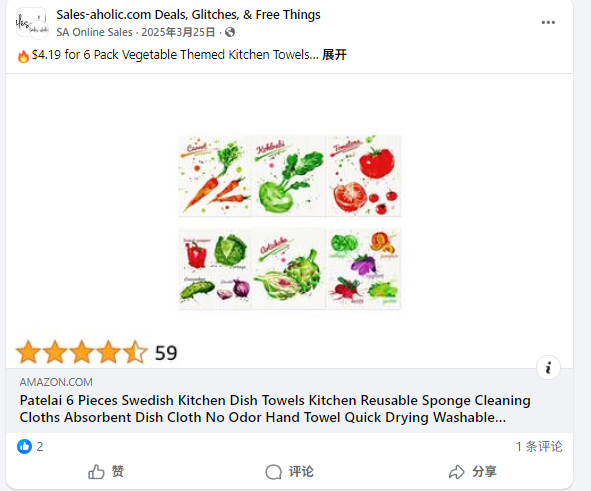 Sales-aholic.com Deals, Glitches, & Free Things
SA Online Sales · 2025年3月25日 ·
$4.19 for 6 Pack Vegetable Themed Kitchen Towels... 展开
Carrot
Kohlrabi
Tomatoes
Artichoke
59
AMAZON.COM
Patelai 6 Pieces Swedish Kitchen Dish Towels Kitchen Reusable Sponge Cleaning
Cloths Absorbent Dish Cloth No Odor Hand Towel Quick Drying Washable...
2
1 条评论
赞
评论
分享